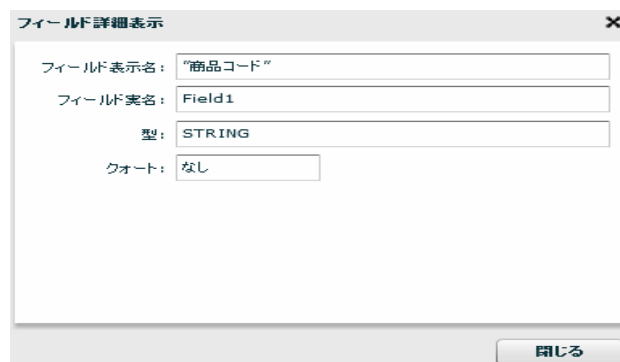 フィールド詳細表示
フィールド表示名: "商品コード"
フィールド実名: Field1
型: STRING
クォート: なし
閉じる